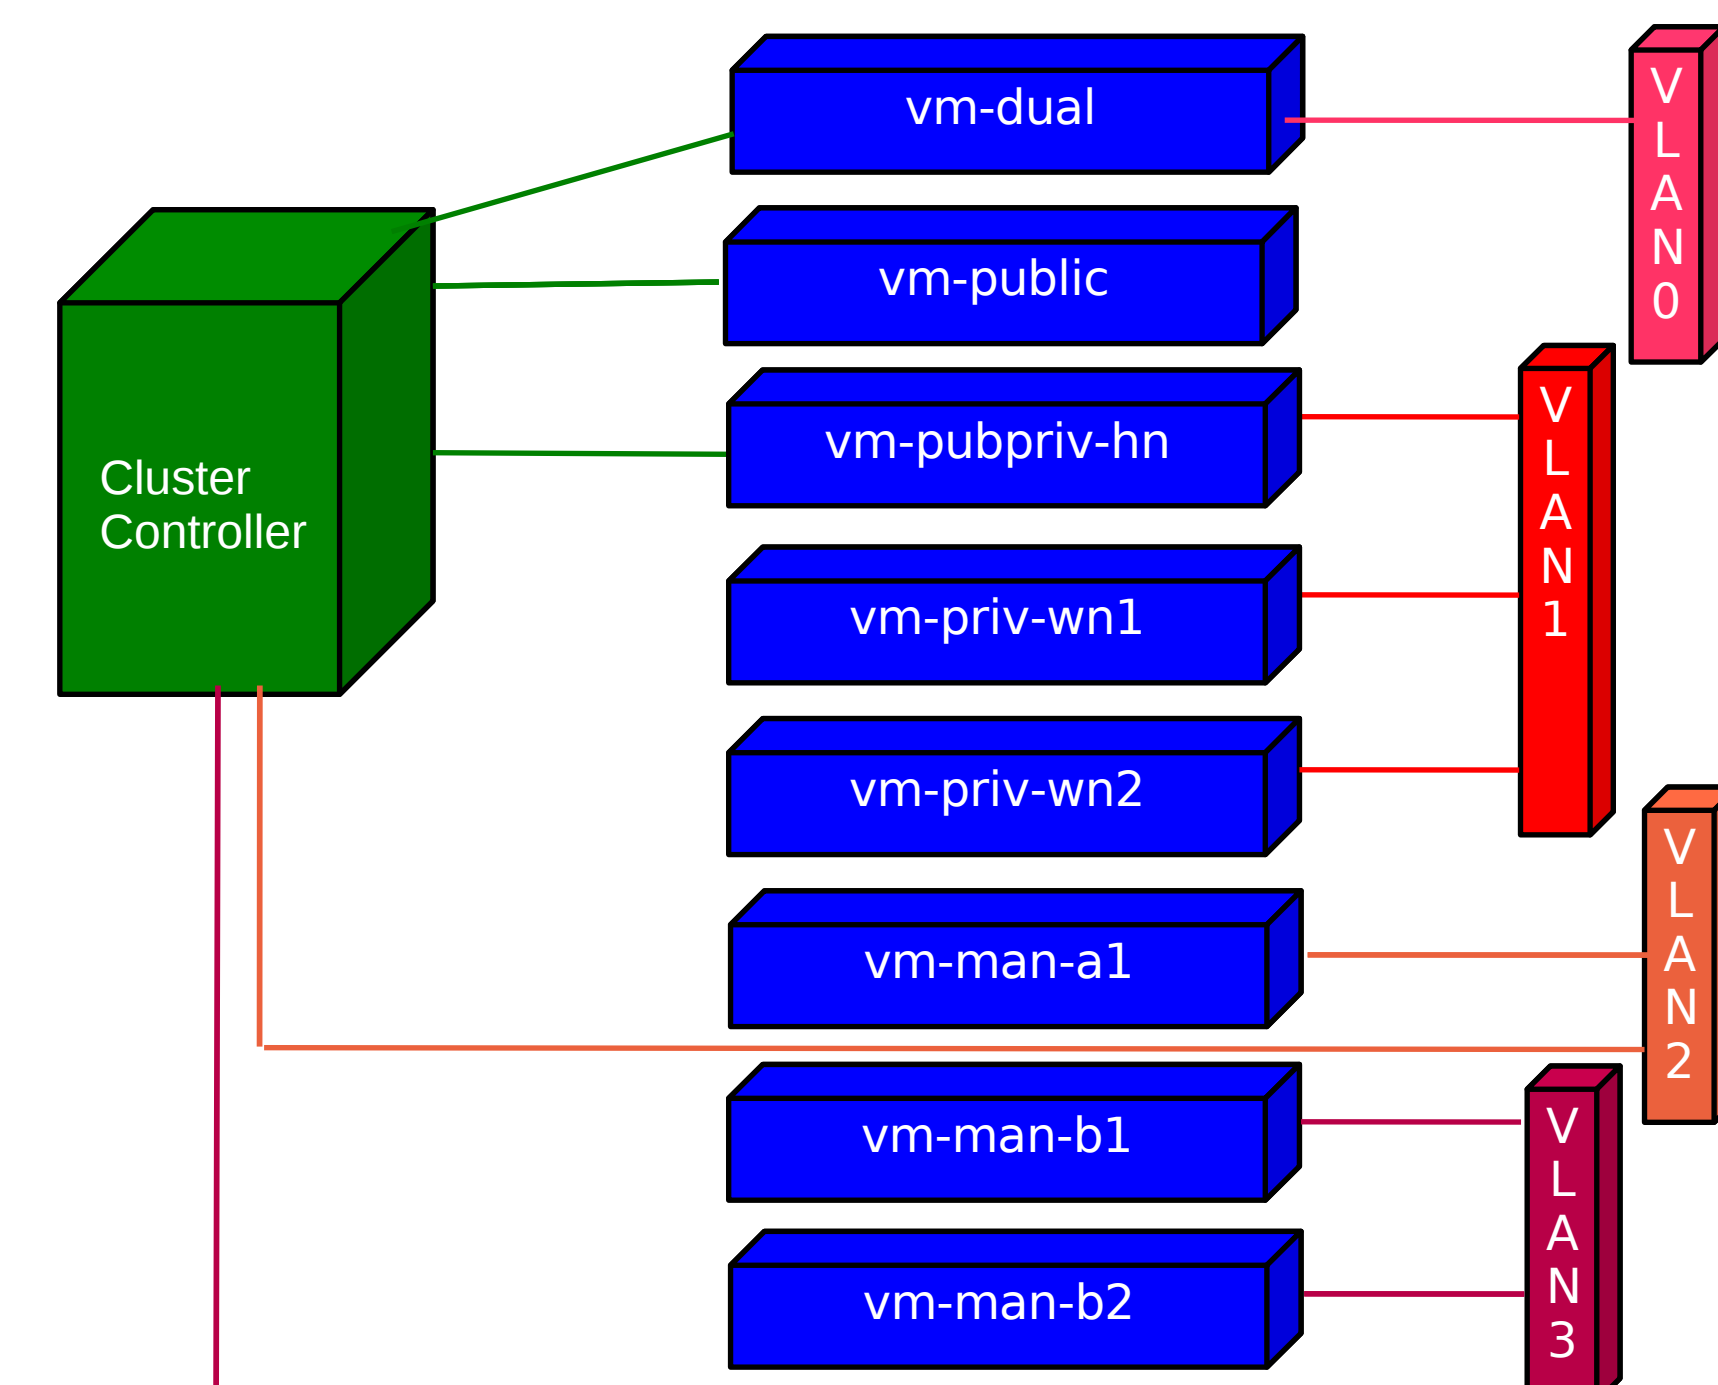 vm-dual
vm-public
vm-pubpriv-hn
vm-priv-wn1
vm-priv-wn2
vm-man-a1
vm-man-b1
vm-man-b2
Cluster
Controller
V
L
A
N
0
V
L
A
N
1
V
L
A
N
2
V
L
A
N
3